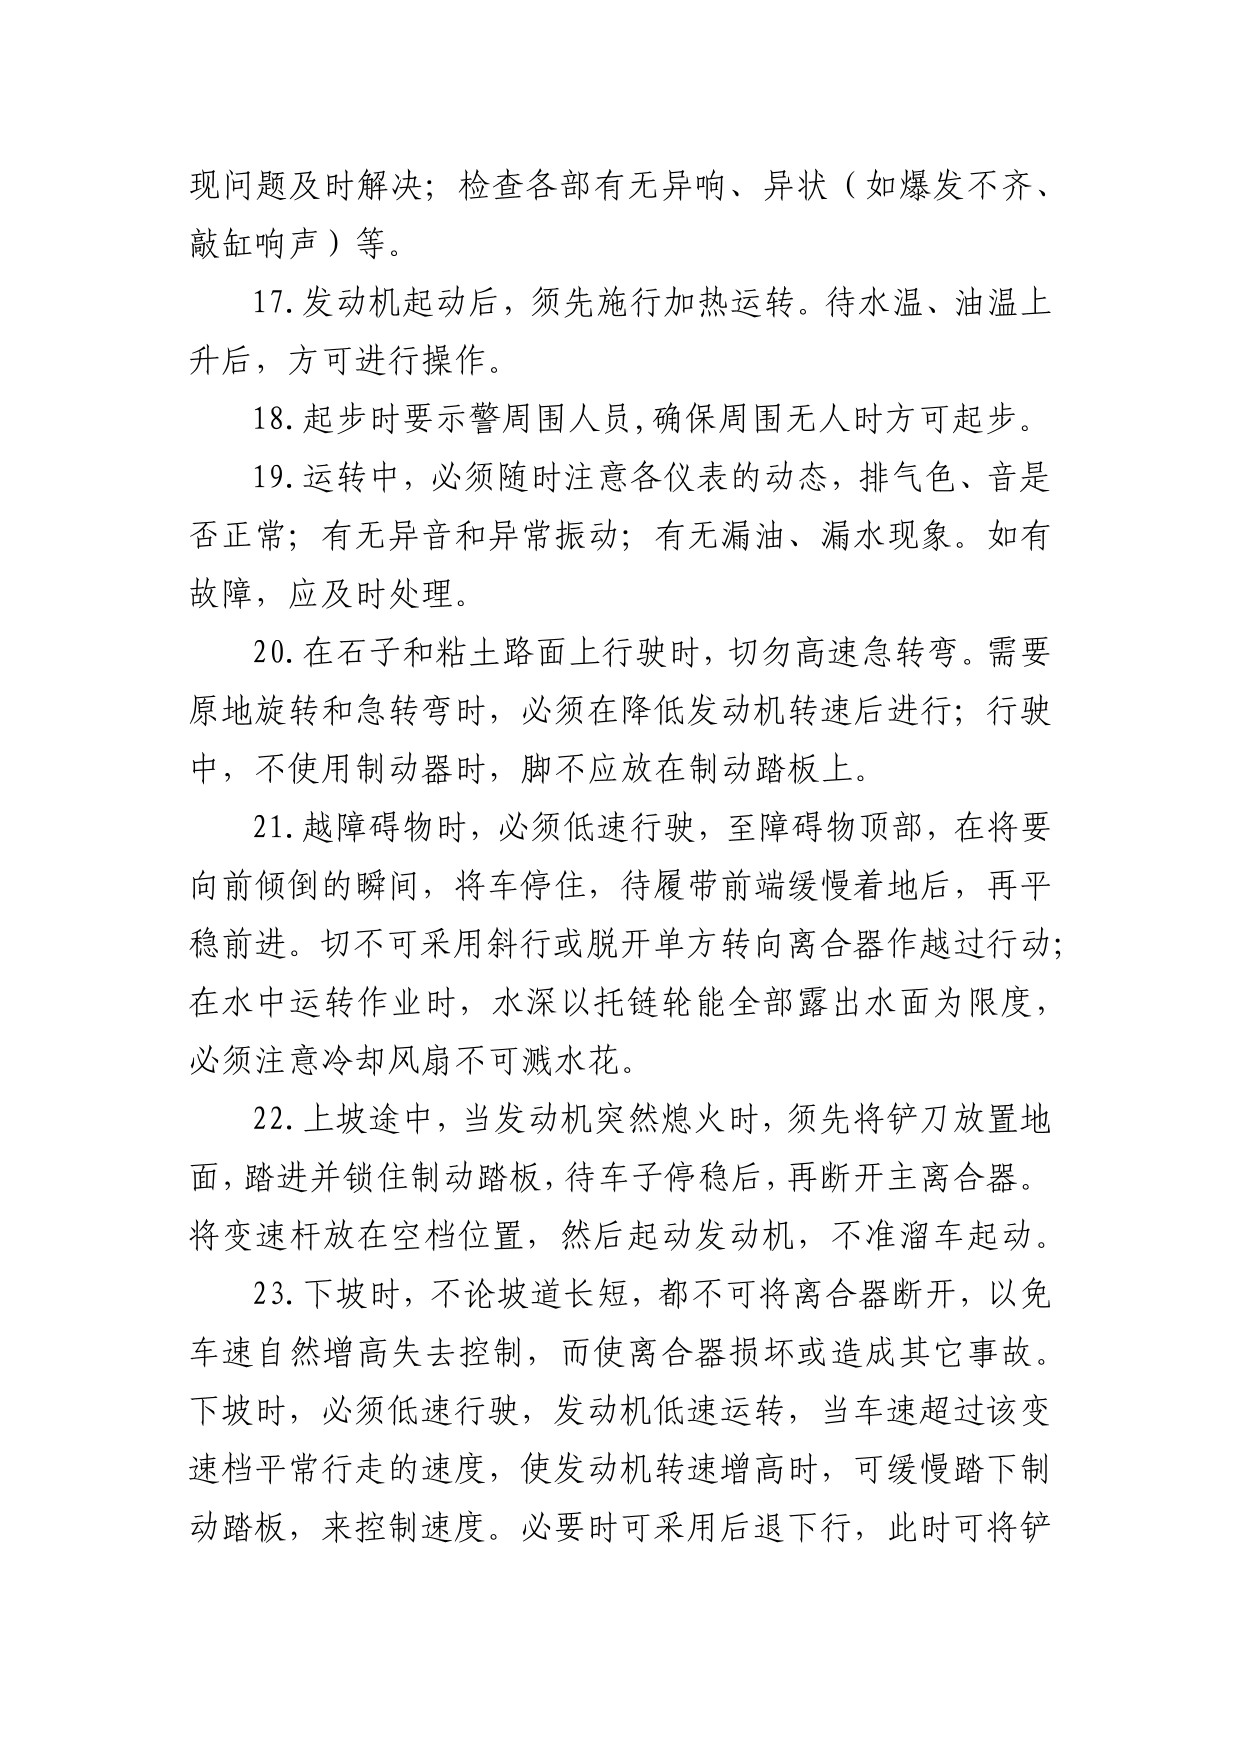 现问题及时解决；检查各部有无异响、异状（如爆发不齐、
敲缸响声）等。
17.发动机起动后，须先施行加热运转。待水温、油温上
升后，方可进行操作。
18.起步时要示警周围人员,确保周围无人时方可起步。
19.运转中，必须随时注意各仪表的动态，排气色、音是
否正常；有无异音和异常振动；有无漏油、漏水现象。如有
故障，应及时处理。
20.在石子和粘土路面上行驶时，切勿高速急转弯。需要
原地旋转和急转弯时，必须在降低发动机转速后进行；行驶
中，不使用制动器时，脚不应放在制动踏板上。
21.越障碍物时，必须低速行驶，至障碍物顶部，在将要
向前倾倒的瞬间，将车停住，待履带前端缓慢着地后，再平
稳前进。切不可采用斜行或脱开单方转向离合器作越过行动；
在水中运转作业时，水深以托链轮能全部露出水面为限度，
必须注意冷却风扇不可溅水花。
22.上坡途中，当发动机突然熄火时，须先将铲刀放置地
面，踏进并锁住制动踏板，待车子停稳后，再断开主离合器。
将变速杆放在空档位置，然后起动发动机，不准溜车起动。
23.下坡时，不论坡道长短，都不可将离合器断开，以免
车速自然增高失去控制，而使离合器损坏或造成其它事故。
下坡时，必须低速行驶，发动机低速运转，当车速超过该变
速档平常行走的速度，使发动机转速增高时，可缓慢踏下制
动踏板，来控制速度。必要时可采用后退下行，此时可将铲